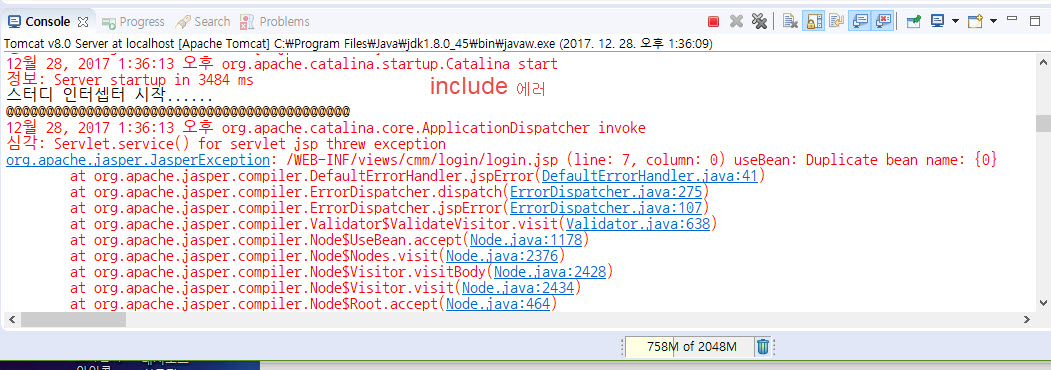 Console Progress Search Problems
Tomcat v8.0 Server at localhost [Apache Tomcat] C:₩Program Files₩Java₩jdk1.8.0_45₩bin₩javaw.exe (2017. 12. 28. 오후 1:36:09)
12월 28, 2017 1:36:13 오후 org.apache.catalina.startup.Catalina start
정보: Server startup in 3484 ms
include 에러
스터디 인터셉터 시작......
@@@@@@@@@@@@@@@@@@@@@@@@@@@@@@@@@@@@@@@@@@@
12월 28, 2017 1:36:13 오후 org.apache.catalina.core.ApplicationDispatcher invoke
심각: Servlet.service() for servlet jsp threw exception
org.apache.jasper.JasperException: /WEB-INF/views/cmm/login/login.jsp (line: 7, column: 0) useBean: Duplicate bean name: {0}
at org.apache.jasper.compiler.DefaultErrorHandler.jspError(DefaultErrorHandler.java:41)
at org.apache.jasper.compiler.ErrorDispatcher.dispatch(ErrorDispatcher.java:275)
at org.apache.jasper.compiler.ErrorDispatcher.jspError(ErrorDispatcher.java:107)
at org.apache.jasper.compiler.Validator$ValidateVisitor.visit(Validator.java:638)
at org.apache.jasper.compiler.Node$UseBean.accept(Node.java:1178)
at org.apache.jasper.compiler.Node$Nodes.visit(Node.java:2376)
at org.apache.jasper.compiler.Node$Visitor.visitBody(Node.java:2428)
at org.apache.jasper.compiler.Node$Visitor.visit(Node.java:2434)
at org.apache.jasper.compiler.Node$Root.accept(Node.java:464)
758M of 2048M